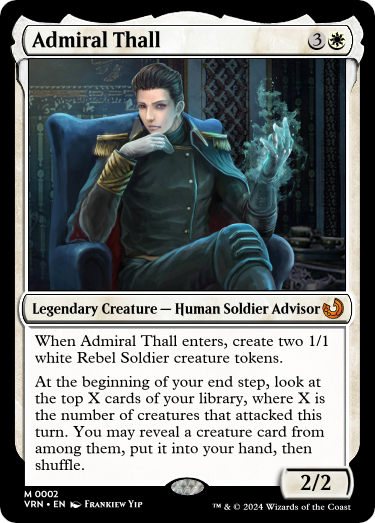 Admiral Thall 3
Legendary Creature — Human Soldier Advisor
When Admiral Thall enters, create two 1/1
white Rebel Soldier creature tokens.
At the beginning of your end step, look at
the top X cards of your library, where X is
the number of creatures that attacked this
turn. You may reveal a creature card from
among them, put it into your hand, then
shuffle.
2/2
M 0002
VRN • EN Frankiew Yip
™ & © 2024 Wizards of the Coast